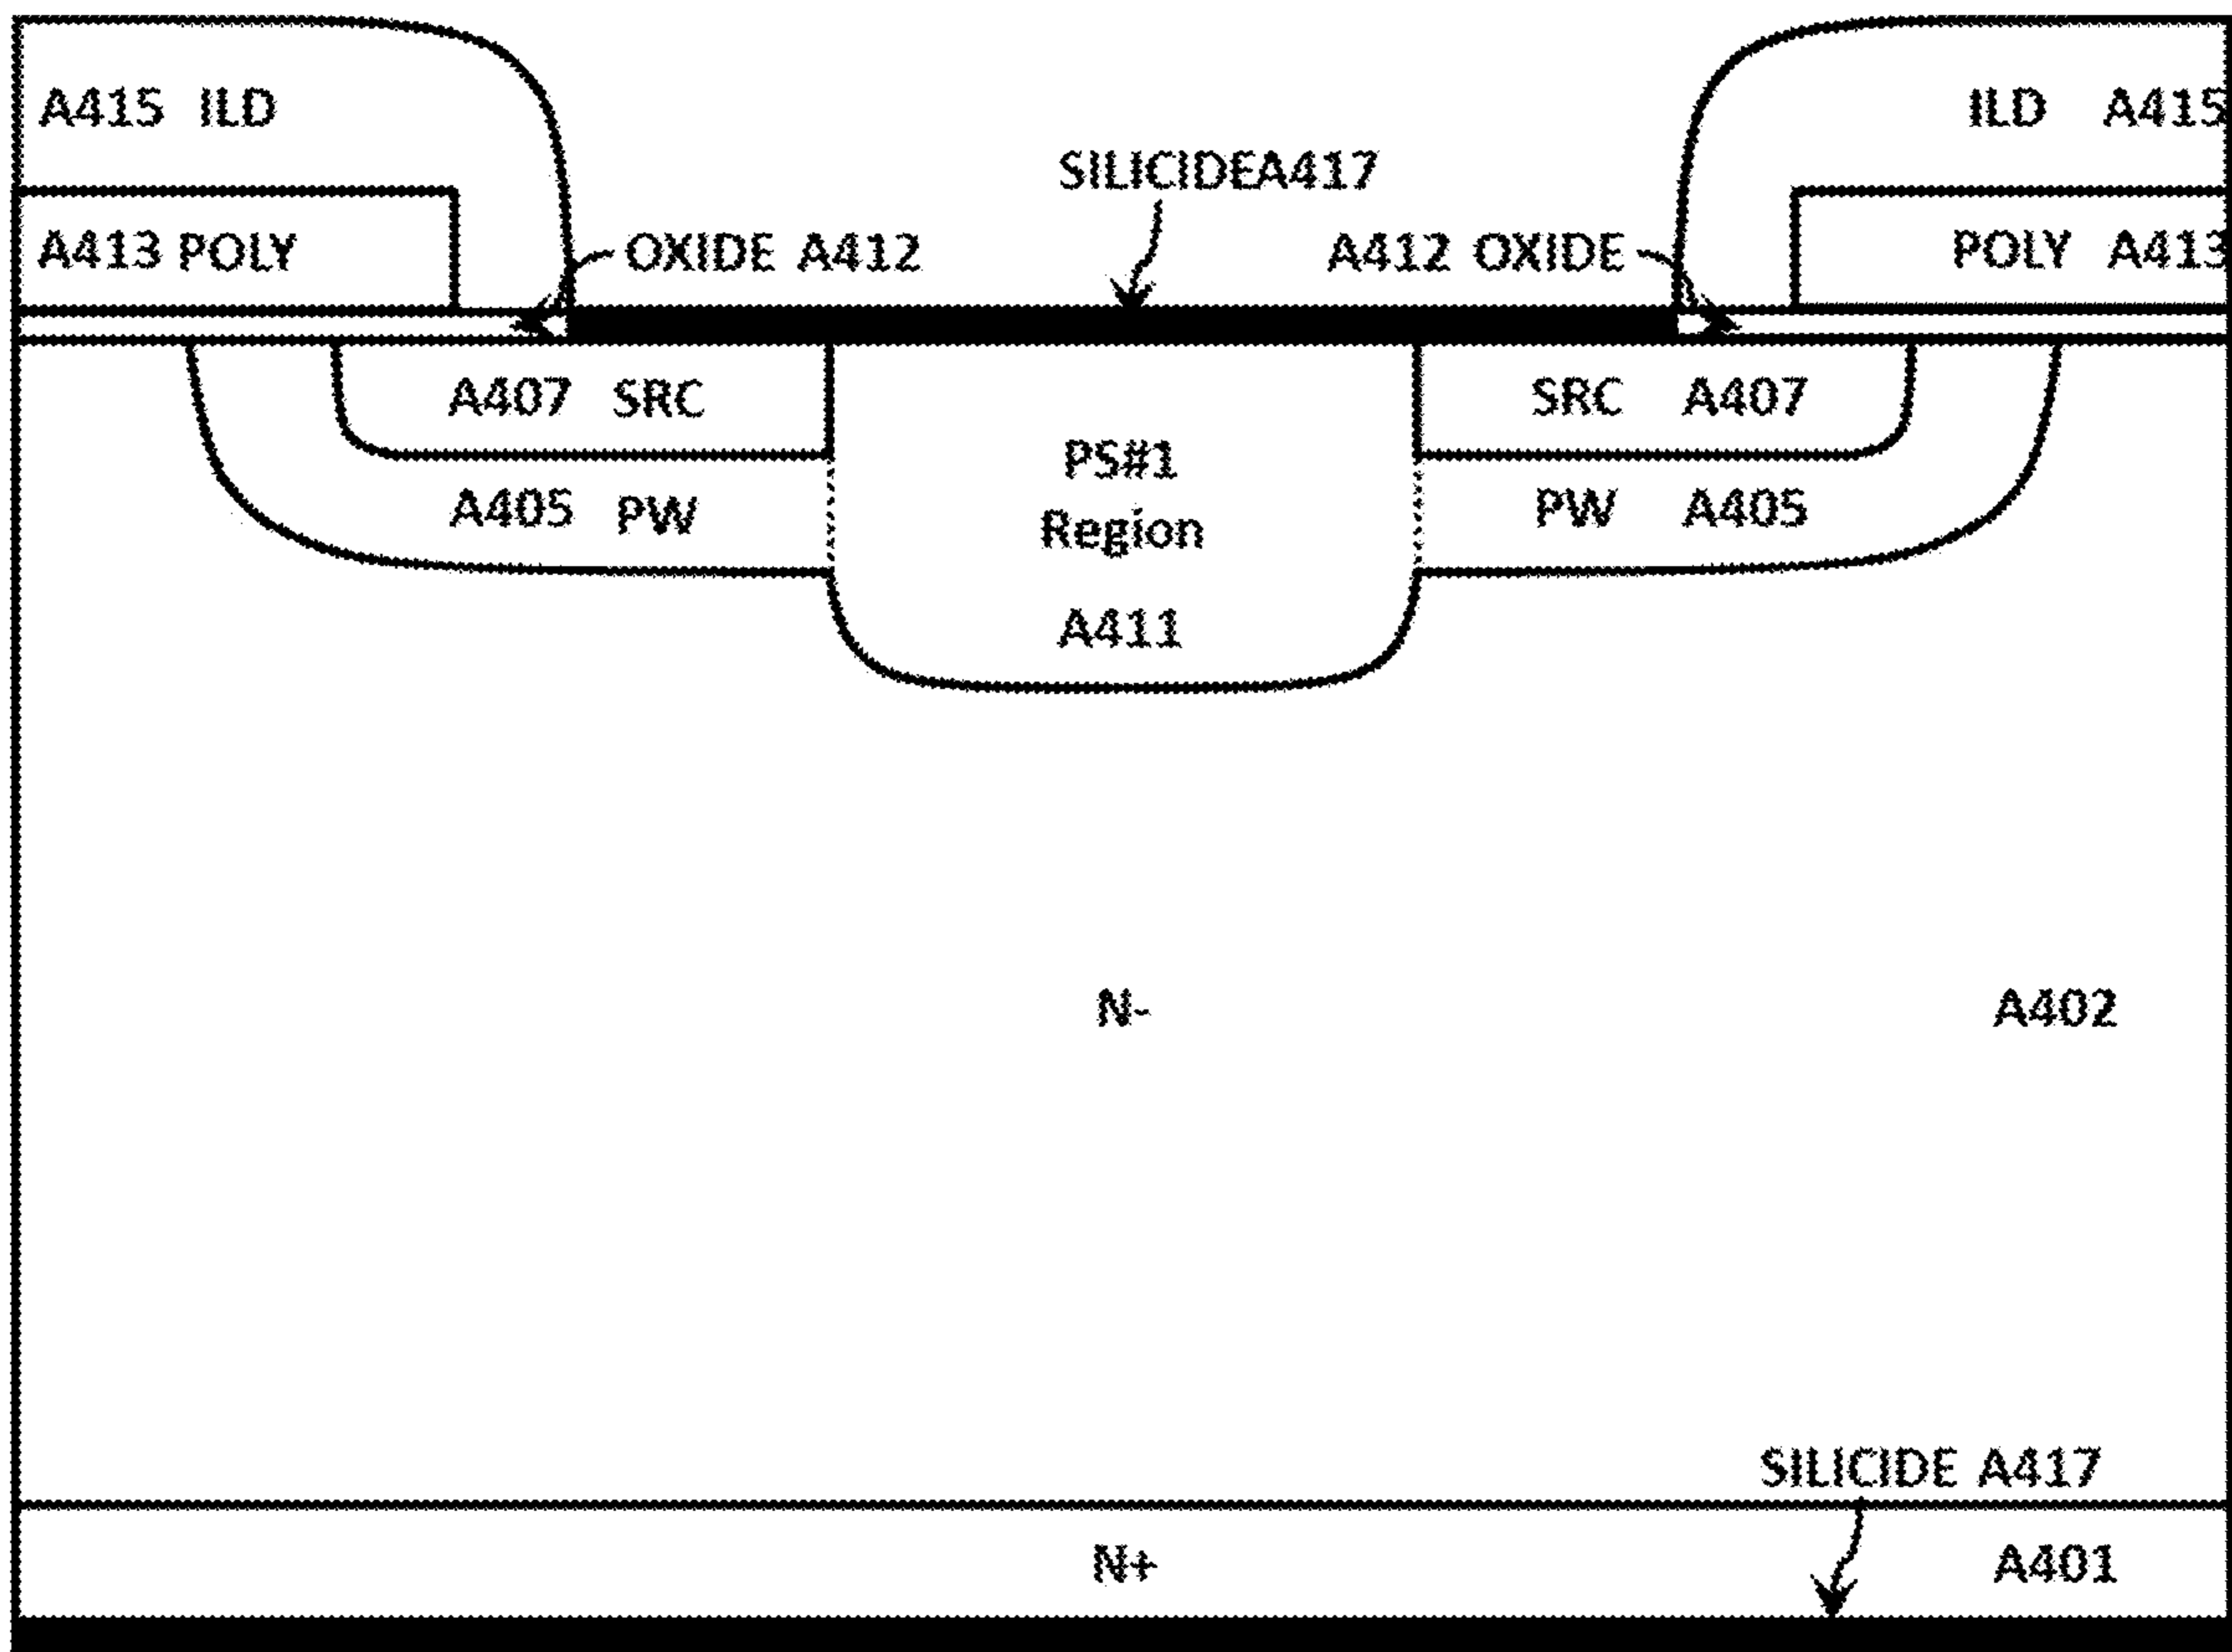 A415 ILD
ILD A415
SILICIDEA417
A413 POLY
OXIDE A412
A412 OXIDE
POLY A413
A407 SRC
SRC A407
PS#1
Region
A411
A405 PW
PW A405
N-
A402
SILICIDE A417
N+
A401